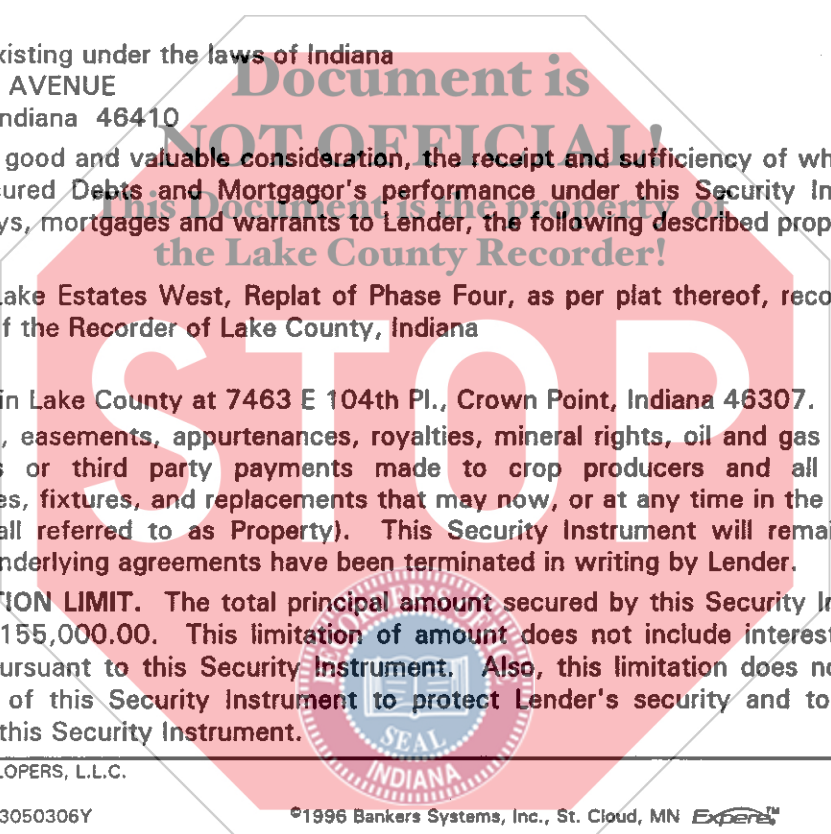 xisting under the laws of Indiana
Document is
AVENUE
ndiana 46410
NOT OFFICIAL!
good and valuable consideration, the receipt and sufficiency of wh
ured Debts and Mortgagor's performance under this Security In
This Document is the property of
ys, mortgages and warrants to Lender, the following described prop
the Lake County Recorder!
ake Estates West, Replat of Phase Four, as per plat thereof, reco
f the Recorder of Lake County, Indiana
STOP
in Lake County at 7463 E 104th Pl., Crown Point, Indiana 46307.
, easements, appurtenances, royalties, mineral rights, oil and gas
s or third party payments made to crop producers and all
es, fixtures, and replacements that may now, or at any time in the
all referred to as Property). This Security Instrument will remai
nderlying agreements have been terminated in writing by Lender.
TION LIMIT. The total principal amount secured by this Security In
155,000.00. This limitation of amount does not include interest
ursuant to this Security Instrument. Also, this limitation does no
of this Security Instrument to protect Lender's security and to
this Security Instrument.
RECORDER'S OFFICE
SEAL
INDIANA
LOPERS, L.L.C.
3050306Y
©1996 Bankers Systems, Inc., St. Cloud, MN Expere™